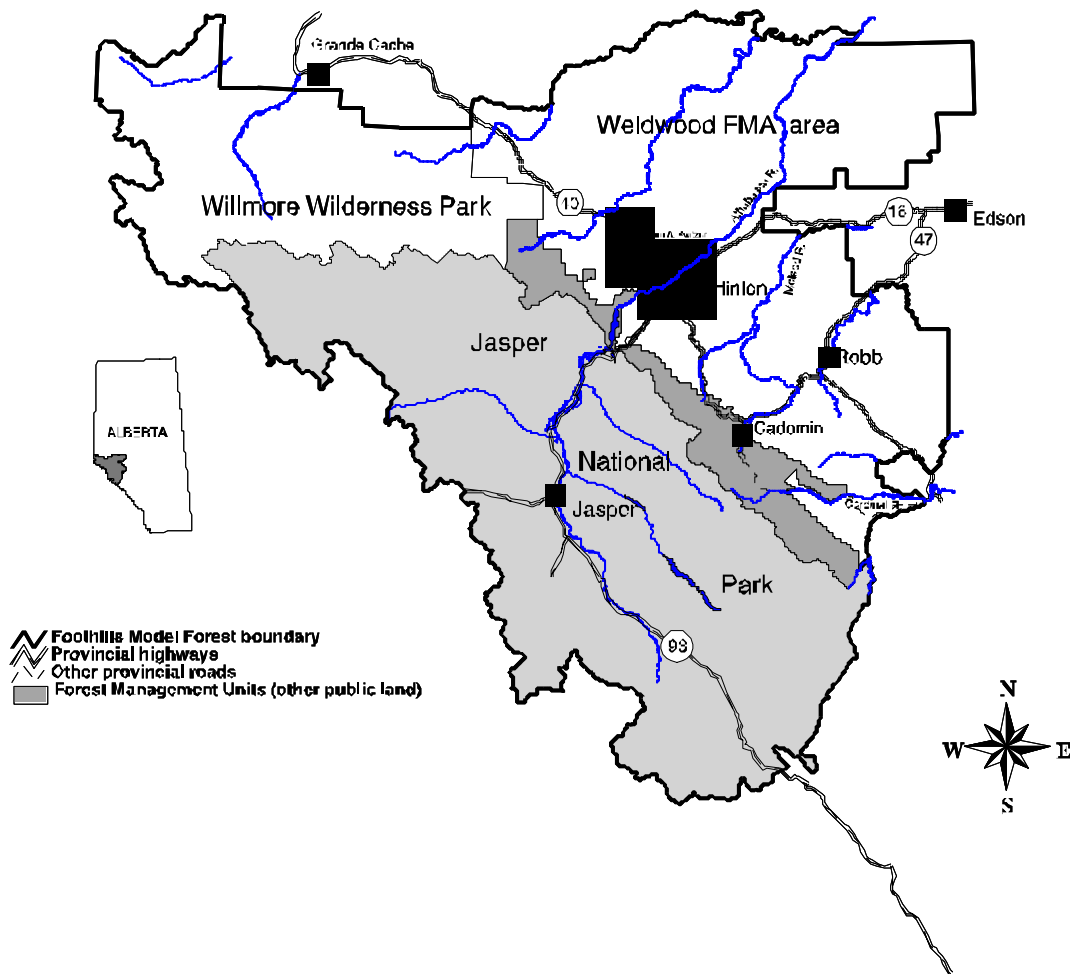 Grande Cache
Weldwood FMA area
Willmore Wilderness Park
Edson
47
Hinton
McLeod R.
Jasper
Robb
ALBERTA
Cadomin
National
Jasper
Park
93
Foothills Model Forest boundary
Provincial highways
Other provincial roads
Forest Management Units (other public land)
N
W
E
S